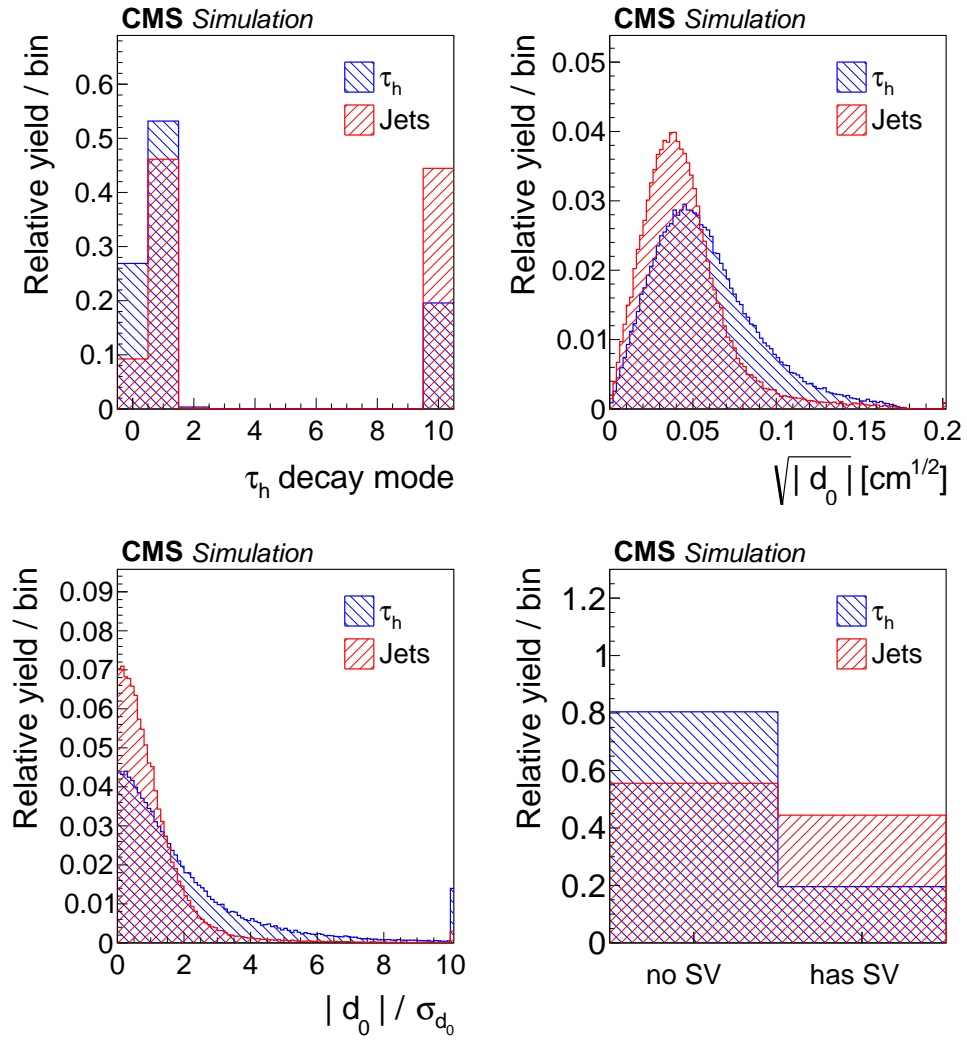 CMS Simulation
Relative yield / bin
0.6
0.5
0.4
0.3
0.2
0.1
0
τh
Jets
0 2 4 6 8 10
τh decay mode
CMS Simulation
Relative yield / bin
0.05
0.04
0.03
0.02
0.01
0
τh
Jets
0 0.05 0.1 0.15 0.2
√| d0 | [cm1/2]
CMS Simulation
Relative yield / bin
0.09
0.08
0.07
0.06
0.05
0.04
0.03
0.02
0.01
0
τh
Jets
0 2 4 6 8 10
| d0 | / σd0
CMS Simulation
Relative yield / bin
1.2
1
0.8
0.6
0.4
0.2
0
τh
Jets
no SV has SV